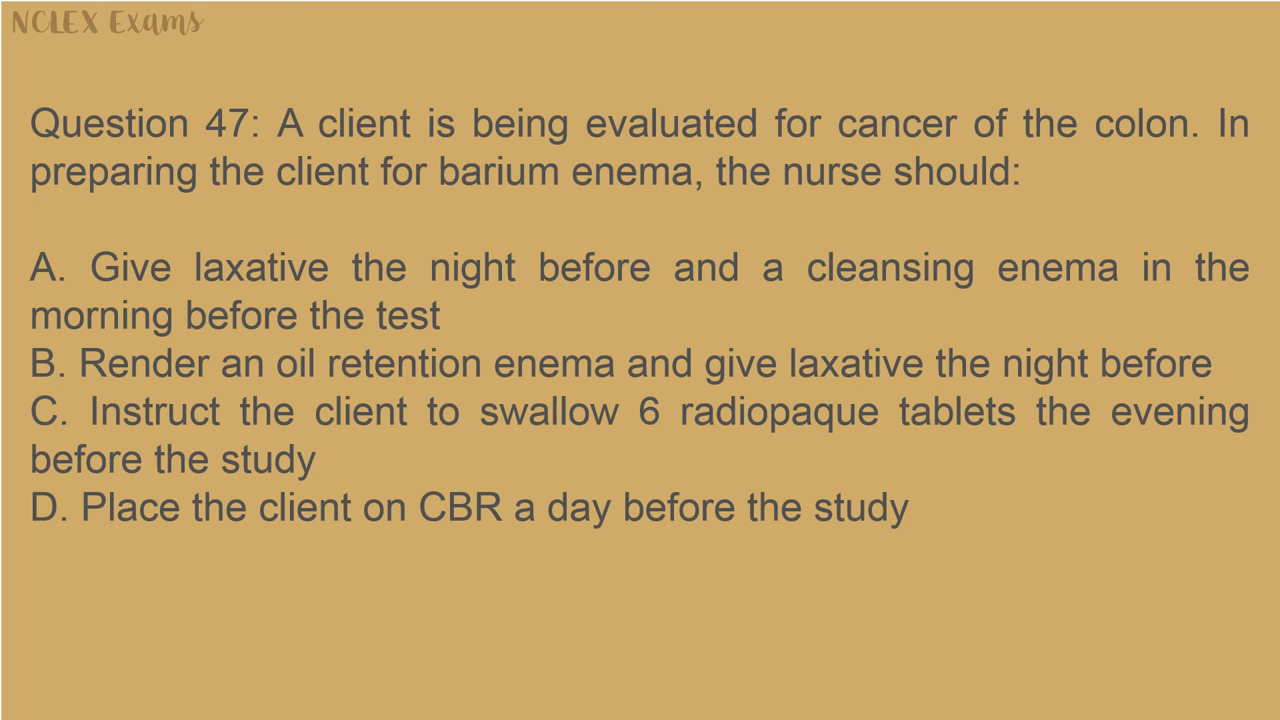 NCLEX Exams
Question 47: A client is being evaluated for cancer of the colon. In
preparing the client for barium enema, the nurse should:
A. Give laxative the night before and a cleansing enema in the
morning before the test
B. Render an oil retention enema and give laxative the night before
C. Instruct the client to swallow 6 radiopaque tablets the evening
before the study
D. Place the client on CBR a day before the study